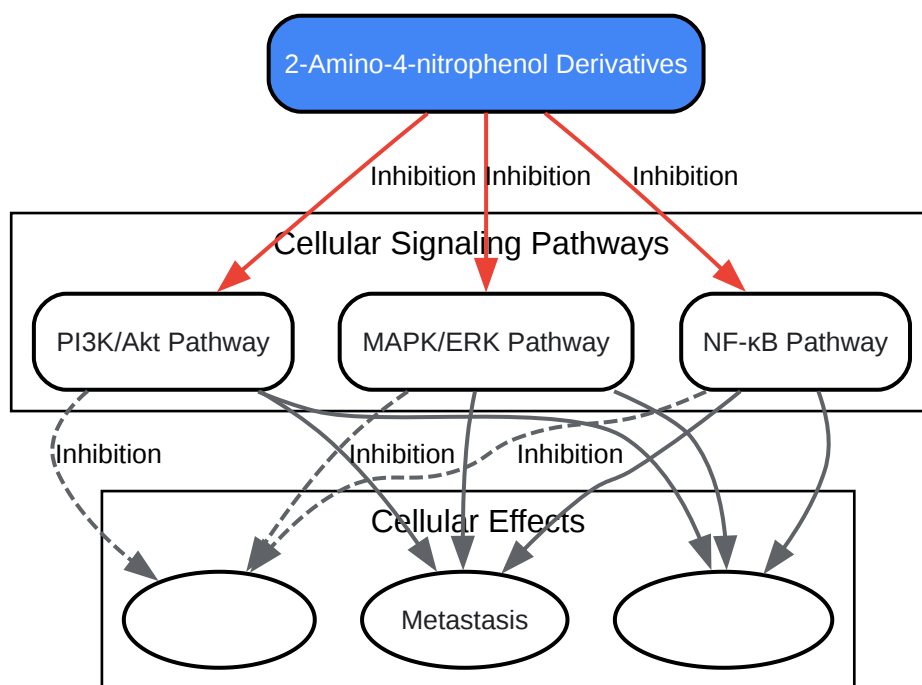 2-Amino-4-nitrophenol Derivatives
Inhibition Inhibition Inhibition
Cellular Signaling Pathways
PI3K/Akt Pathway MAPK/ERK Pathway NF-κB Pathway
Inhibition Inhibition Inhibition
Cellular Effects
Metastasis